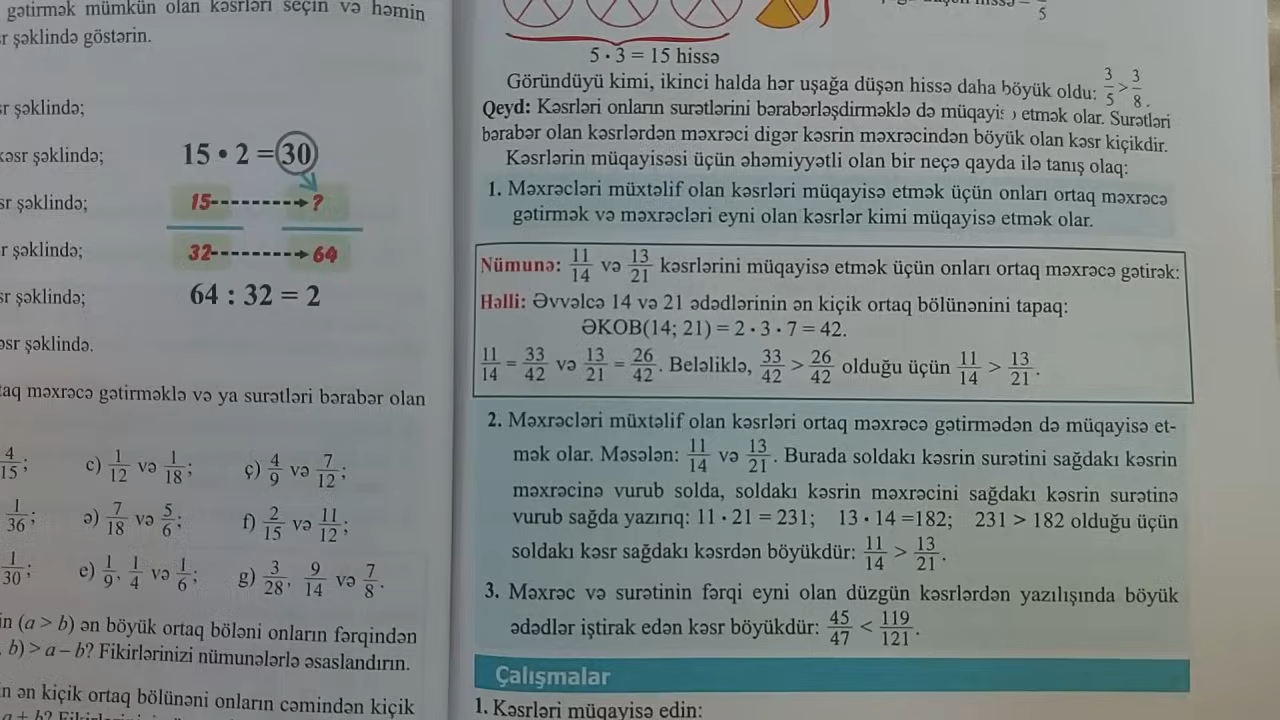 gətirmək mümkün olan kəsrləri seçin və həmin
r şəklində göstərin.
r şəklində;
kəsr şəklində;
sr şəklində;
r şəklində;
sr şəklində;
əsr şəklində.
15 • 2 = 30
15 ---------→ ?
32 ---------→ 64
64 : 32 = 2
taq məxrəcə gətirməklə və ya surətləri bərabər olan
4/15; c) 1/12 və 1/18; ç) 4/9 və 7/12;
1/36; ə) 7/18 və 5/6; f) 2/15 və 11/12;
1/30; e) 1/9, 1/4 və 1/6; g) 3/28, 9/14 və 7/8.
in (a > b) ən böyük ortaq böləni onların fərqindən
b) > a – b? Fikirlərinizi nümunələrlə əsaslandırın.
n ən kiçik ortaq bölünəni onların cəmindən kiçik
5
5 · 3 = 15 hissə
Göründüyü kimi, ikinci halda hər uşağa düşən hissə daha böyük oldu: 3/5 > 3/8.
Qeyd: Kəsrləri onların surətlərini bərabərləşdirməklə də müqayisə etmək olar. Surətləri
bərabər olan kəsrlərdən məxrəci digər kəsrin məxrəcindən böyük olan kəsr kiçikdir.
Kəsrlərin müqayisəsi üçün əhəmiyyətli olan bir neçə qayda ilə tanış olaq:
1. Məxrəcləri müxtəlif olan kəsrləri müqayisə etmək üçün onları ortaq məxrəcə
gətirmək və məxrəcləri eyni olan kəsrlər kimi müqayisə etmək olar.
Nümunə: 11/14 və 13/21 kəsrlərini müqayisə etmək üçün onları ortaq məxrəcə gətirək:
Həlli: Əvvəlcə 14 və 21 ədədlərinin ən kiçik ortaq bölünənini tapaq:
ƏKOB(14; 21) = 2 · 3 · 7 = 42.
11/14 = 33/42 və 13/21 = 26/42. Beləliklə, 33/42 > 26/42 olduğu üçün 11/14 > 13/21.
2. Məxrəcləri müxtəlif olan kəsrləri ortaq məxrəcə gətirmədən də müqayisə et-
mək olar. Məsələn: 11/14 və 13/21. Burada soldakı kəsrin surətini sağdakı kəsrin
məxrəcinə vurub solda, soldakı kəsrin məxrəcini sağdakı kəsrin surətinə
vurub sağda yazırıq: 11 · 21 = 231; 13 · 14 =182; 231 > 182 olduğu üçün
soldakı kəsr sağdakı kəsrdən böyükdür: 11/14 > 13/21.
3. Məxrəc və surətinin fərqi eyni olan düzgün kəsrlərdən yazılışında böyük
ədədlər iştirak edən kəsr böyükdür: 45/47 < 119/121.
Çalışmalar
1. Kəsrləri müqayisə edin: